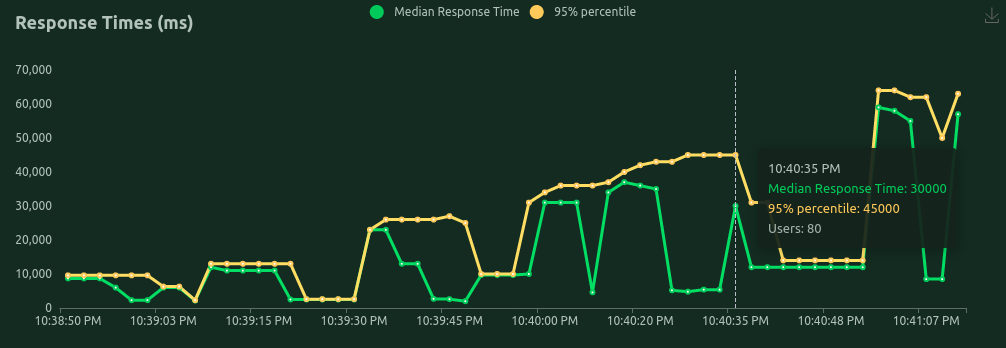 Response Times (ms)
Median Response Time
95% percentile
70,000
60,000
50,000
40,000
30,000
20,000
10,000
0
10:38:50 PM
10:39:03 PM
10:39:15 PM
10:39:30 PM
10:39:45 PM
10:40:00 PM
10:40:20 PM
10:40:35 PM
10:40:48 PM
10:41:07 PM
10:40:35 PM
Median Response Time: 30000
95% percentile: 45000
Users: 80